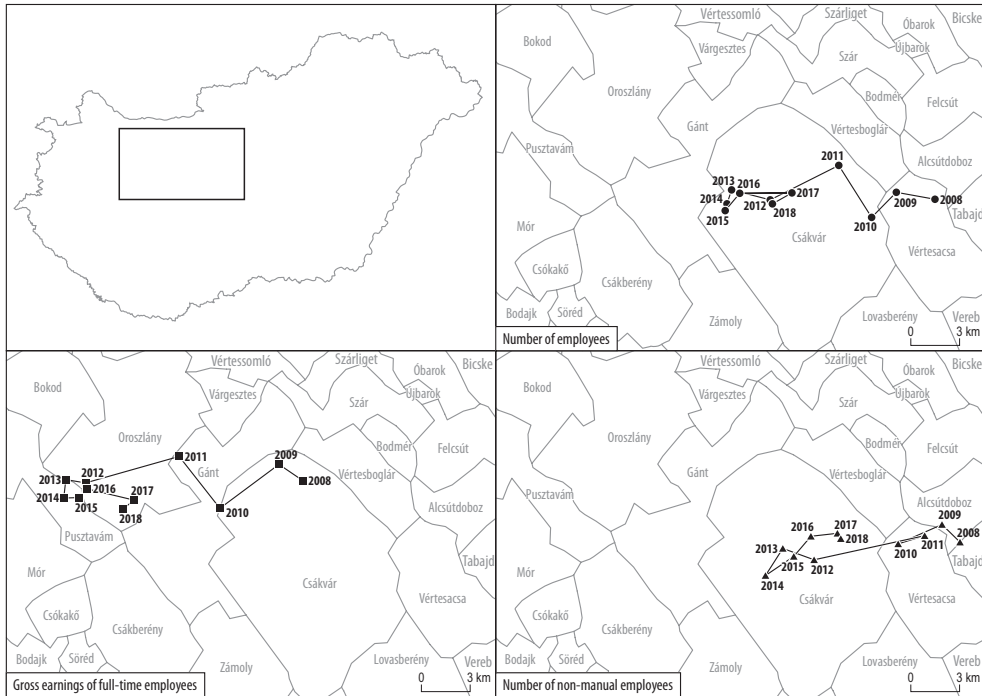 Vértessomló
Szárliget
Bicske
Óbarok
Bokod
Várgesztes
Újbarok
Szár
Oroszlány
Bodmér
Felcsút
Gánt
Vértesboglár
Pusztavám
2011
Alcsútdoboz
2013
2016
2017
2014
2012
2009
2008
2015
2018
2010
Tabajd
Mór
Csákvár
Vértesacsa
Csókakő
Csákberény
Bodajk
Söréd
Zámoly
Lovasberény
Vereb
Number of employees
0 3 km
Vértessomló
Szárliget
Bicske
Óbarok
Bokod
Várgesztes
Újbarok
Szár
Oroszlány
Bodmér
Felcsút
2011
2009
Gánt
Vértesboglár
2013
2012
2016
2008
2014
2015
2017
2018
2010
Alcsútdoboz
Pusztavám
Tabajd
Mór
Csákvár
Vértesacsa
Csókakő
Csákberény
Bodajk
Söréd
Zámoly
Lovasberény
Vereb
Gross earnings of full-time employees
0 3 km
Vértessomló
Szárliget
Bicske
Óbarok
Bokod
Várgesztes
Újbarok
Szár
Oroszlány
Bodmér
Felcsút
Gánt
Vértesboglár
Pusztavám
Alcsútdoboz
2009
2016
2017
2018
2008
2013
2010
2011
2015
2012
2014
Tabajd
Mór
Csákvár
Vértesacsa
Csókakő
Csákberény
Bodajk
Söréd
Zámoly
Lovasberény
Vereb
Number of non-manual employees
0 3 km